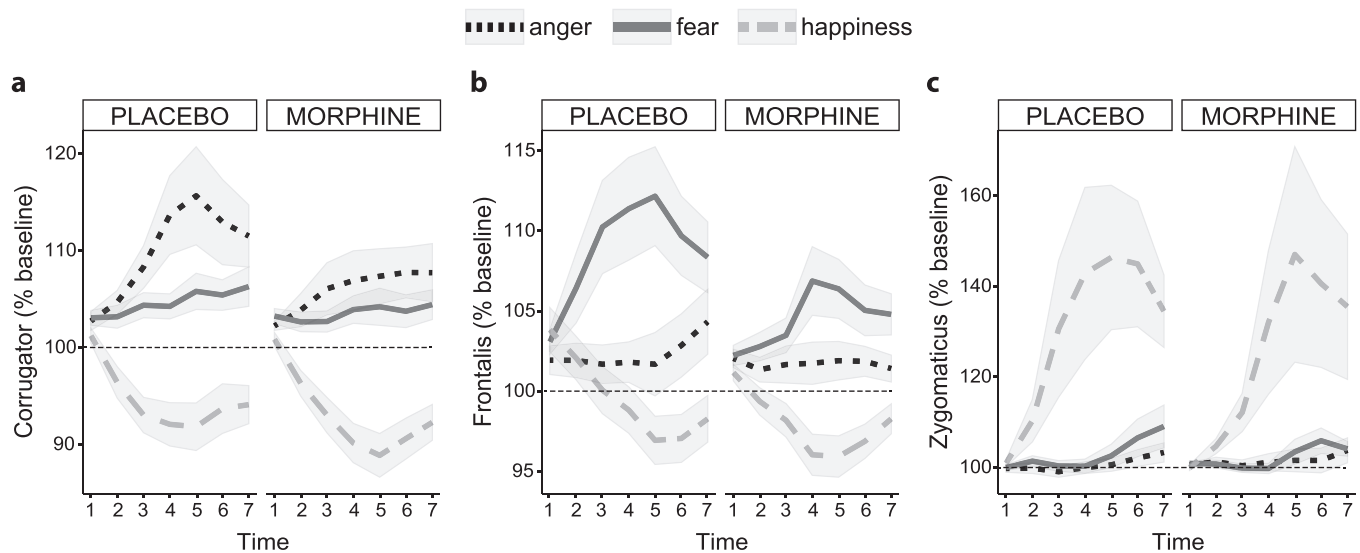 anger fear happiness
a
PLACEBO MORPHINE
Corrugator (% baseline)
120
110
100
90
1 2 3 4 5 6 7 1 2 3 4 5 6 7
Time
b
PLACEBO MORPHINE
Frontalis (% baseline)
115
110
105
100
95
1 2 3 4 5 6 7 1 2 3 4 5 6 7
Time
c
PLACEBO MORPHINE
Zygomaticus (% baseline)
160
140
120
100
1 2 3 4 5 6 7 1 2 3 4 5 6 7
Time